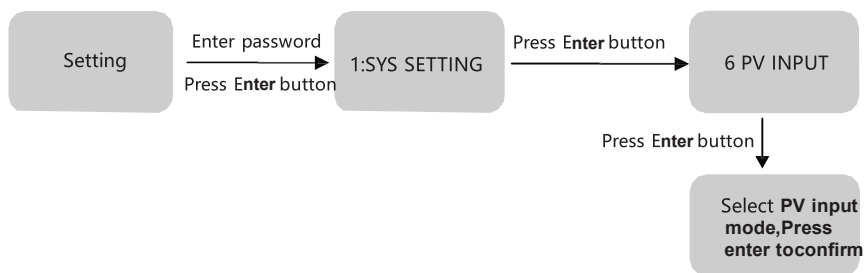 Setting
Enter password
Press Enter button
1:SYS SETTING
Press Enter button
6 PV INPUT
Press Enter button
Select PV input
mode,Press
enter toconfirm